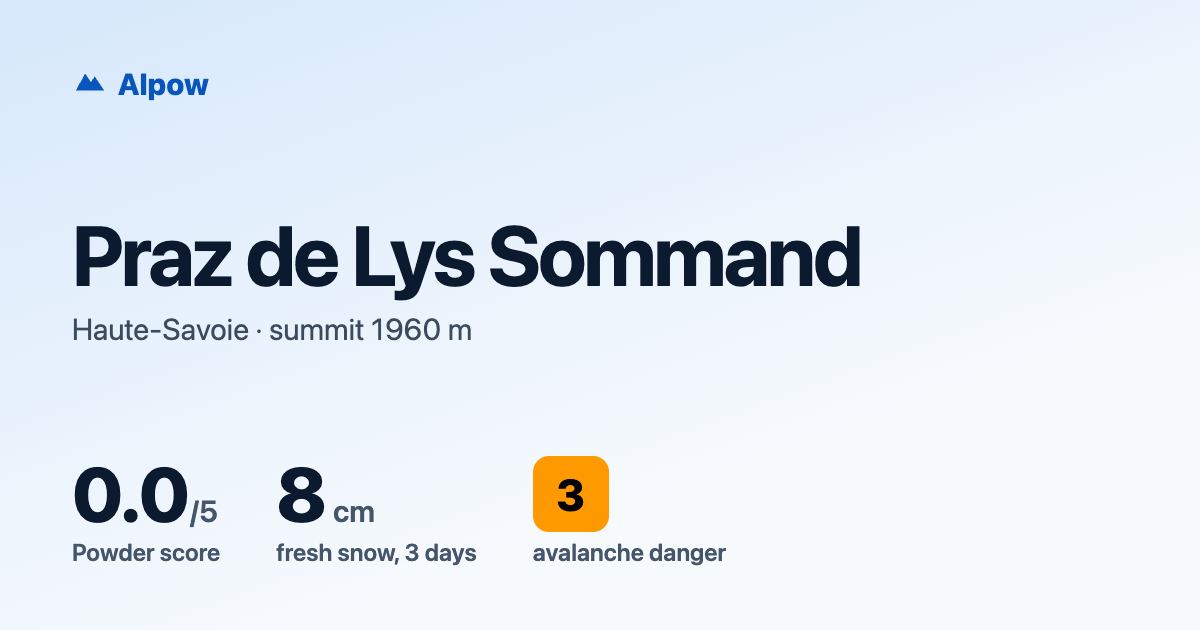 Alpow
Praz de Lys Sommand
Haute-Savoie · summit 1960 m
0.0/5
Powder score
8 cm
fresh snow, 3 days
3
avalanche danger